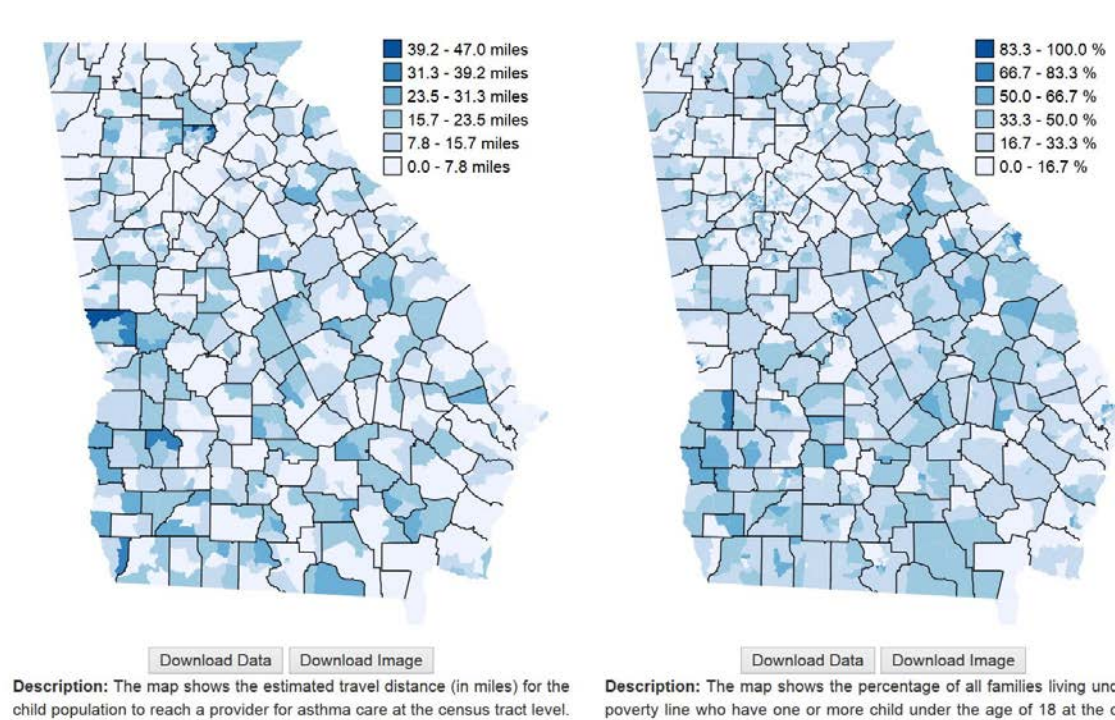 39.2 - 47.0 miles
31.3 - 39.2 miles
23.5 - 31.3 miles
15.7 - 23.5 miles
7.8 - 15.7 miles
0.0 - 7.8 miles
Download Data Download Image
Description: The map shows the estimated travel distance (in miles) for the
child population to reach a provider for asthma care at the census tract level.
83.3 - 100.0 %
66.7 - 83.3 %
50.0 - 66.7 %
33.3 - 50.0 %
16.7 - 33.3 %
0.0 - 16.7 %
Download Data Download Image
Description: The map shows the percentage of all families living
poverty line who have one or more child under the age of 18 at the